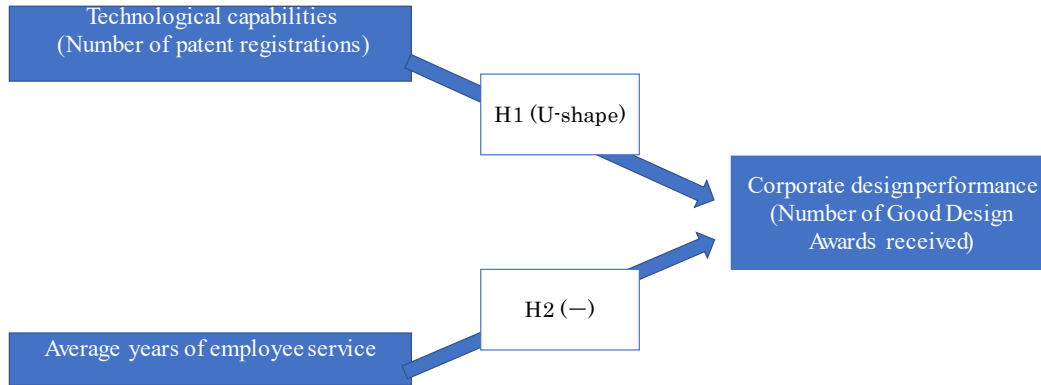 Technological capabilities
(Number of patent registrations)
H1 (U-shape)
Corporate designperformance
(Number of Good Design
Awards received)
H2 (－)
Average years of employee service